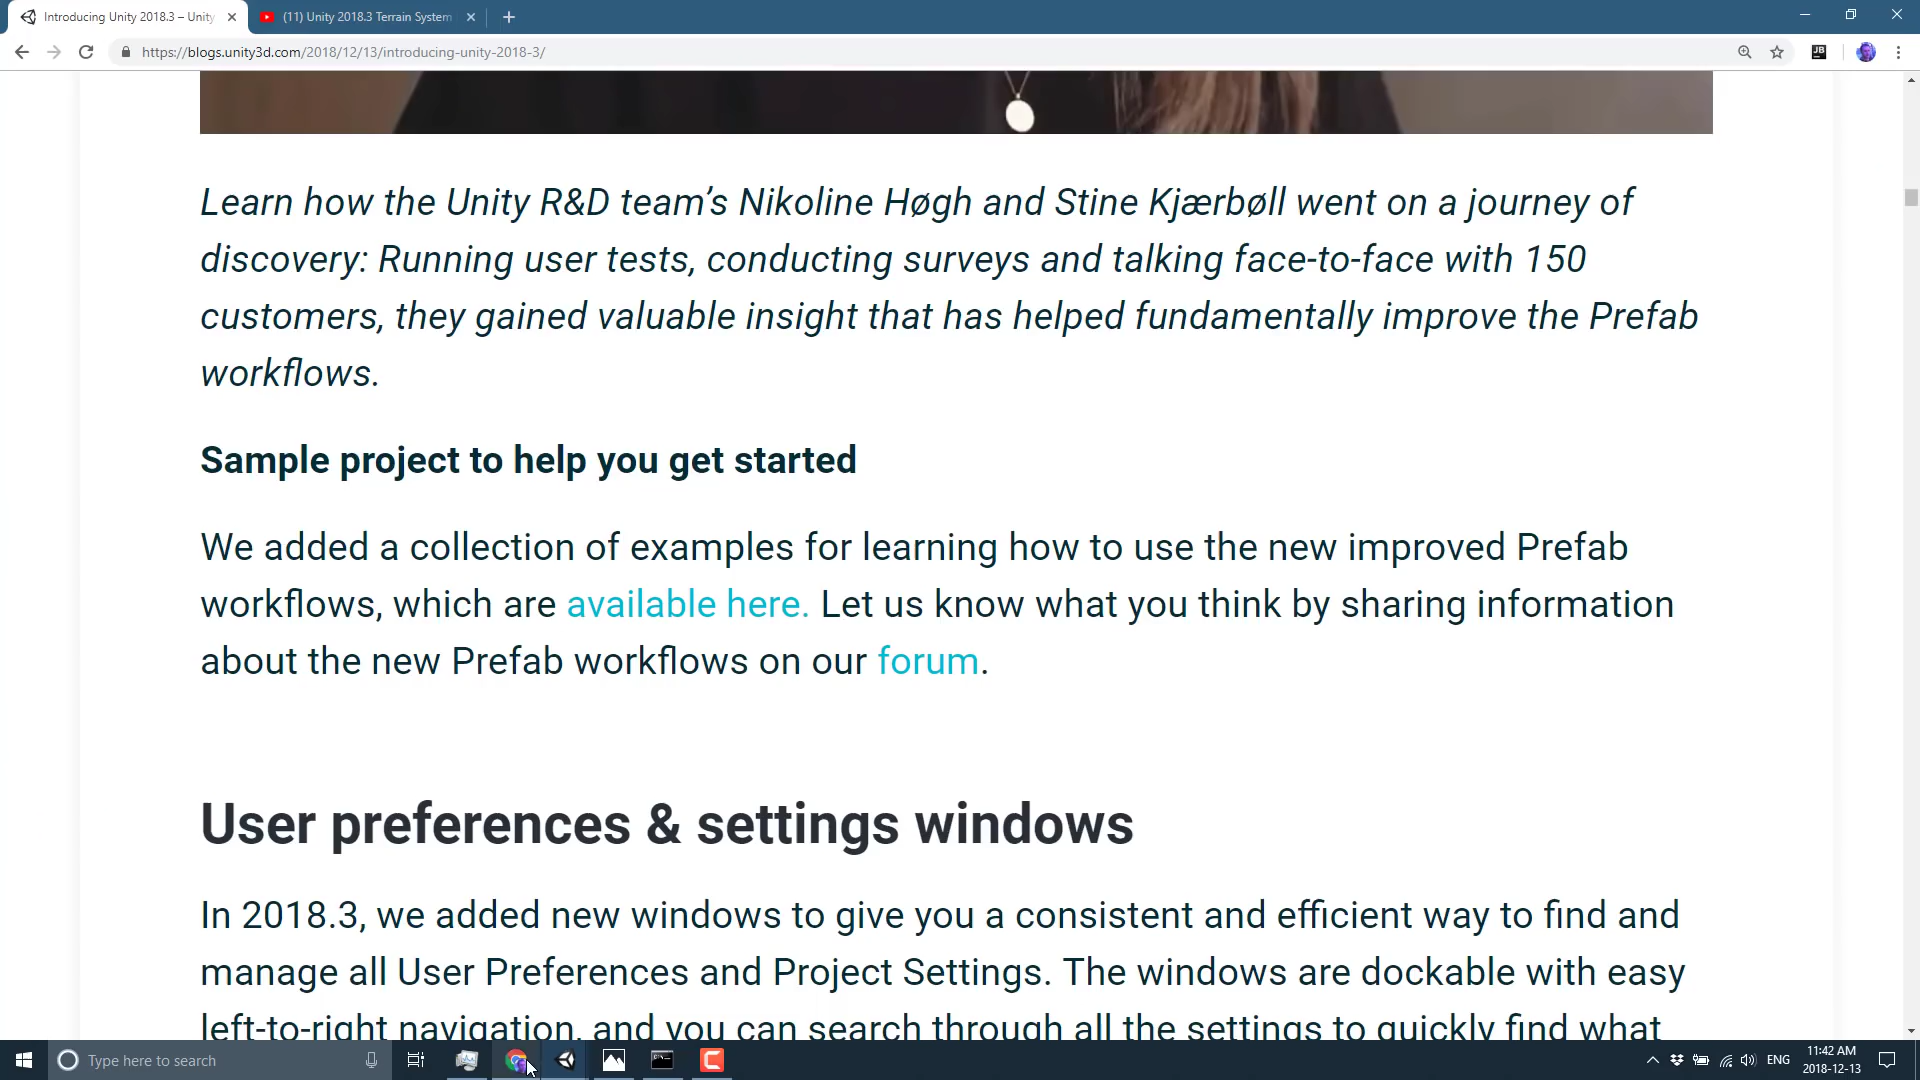 Introducing Unity 2018.3 – Unity
(11) Unity 2018.3 Terrain System
https://blogs.unity3d.com/2018/12/13/introducing-unity-2018-3/
Learn how the Unity R&D team’s Nikoline Høgh and Stine Kjærbøll went on a journey of
discovery: Running user tests, conducting surveys and talking face-to-face with 150
customers, they gained valuable insight that has helped fundamentally improve the Prefab
workflows.
Sample project to help you get started
We added a collection of examples for learning how to use the new improved Prefab
workflows, which are available here. Let us know what you think by sharing information
about the new Prefab workflows on our forum.
User preferences & settings windows
In 2018.3, we added new windows to give you a consistent and efficient way to find and
manage all User Preferences and Project Settings. The windows are dockable with easy
left-to-right navigation, and you can search through all the settings to quickly find what
Type here to search
ENG
11:42 AM
2018-12-13